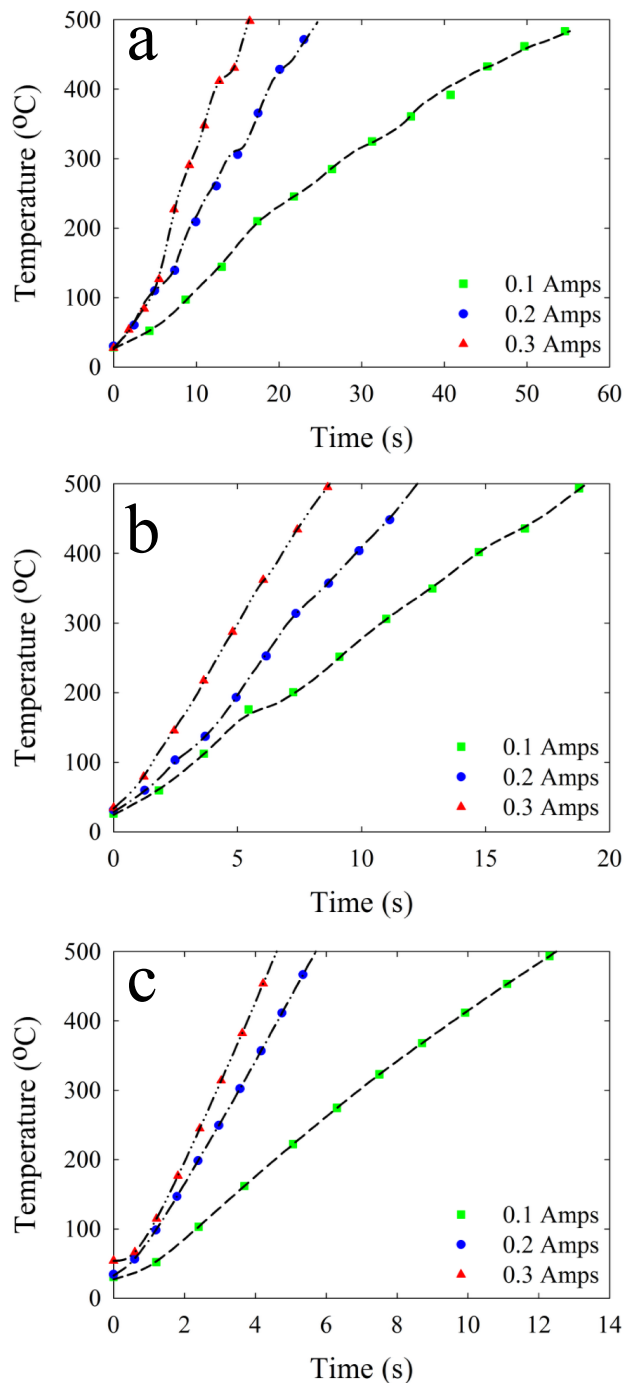 a
500
400
300
200
100
0
Temperature (ºC)
0.1 Amps
0.2 Amps
0.3 Amps
0 10 20 30 40 50 60
Time (s)
b
500
400
300
200
100
0
Temperature (ºC)
0.1 Amps
0.2 Amps
0.3 Amps
0 5 10 15 20
Time (s)
c
500
400
300
200
100
0
Temperature (ºC)
0.1 Amps
0.2 Amps
0.3 Amps
0 2 4 6 8 10 12 14
Time (s)